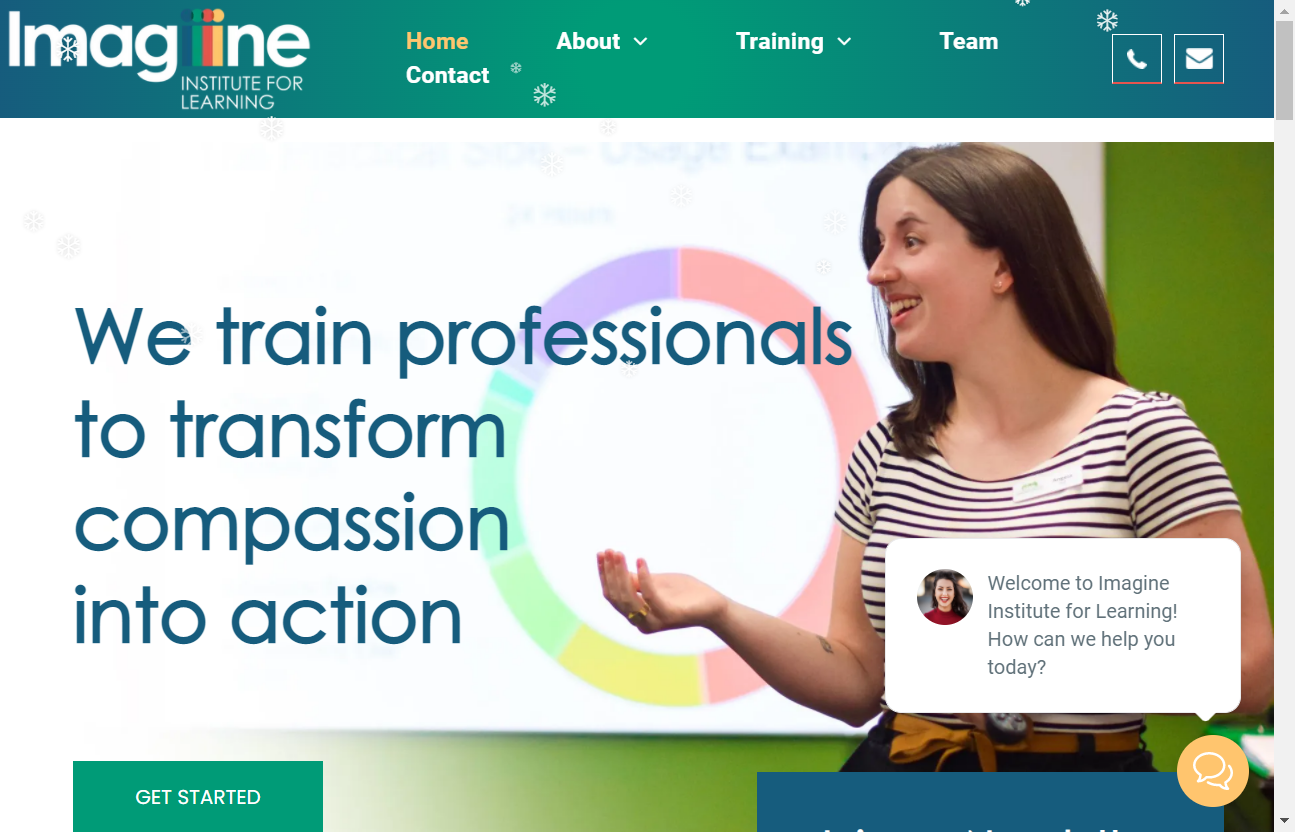 Imagiine
INSTITUTE FOR
LEARNING
Home
About
Training
Team
Contact
We train professionals
to transform
compassion
into action
Welcome to Imagine
Institute for Learning!
How can we help you
today?
GET STARTED